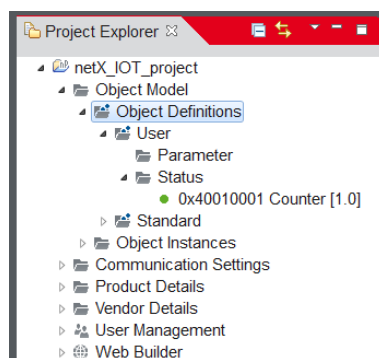 Project Explorer
netX_IOT_project
Object Model
Object Definitions
User
Parameter
Status
0x40010001 Counter [1.0]
Standard
Object Instances
Communication Settings
Product Details
Vendor Details
User Management
Web Builder